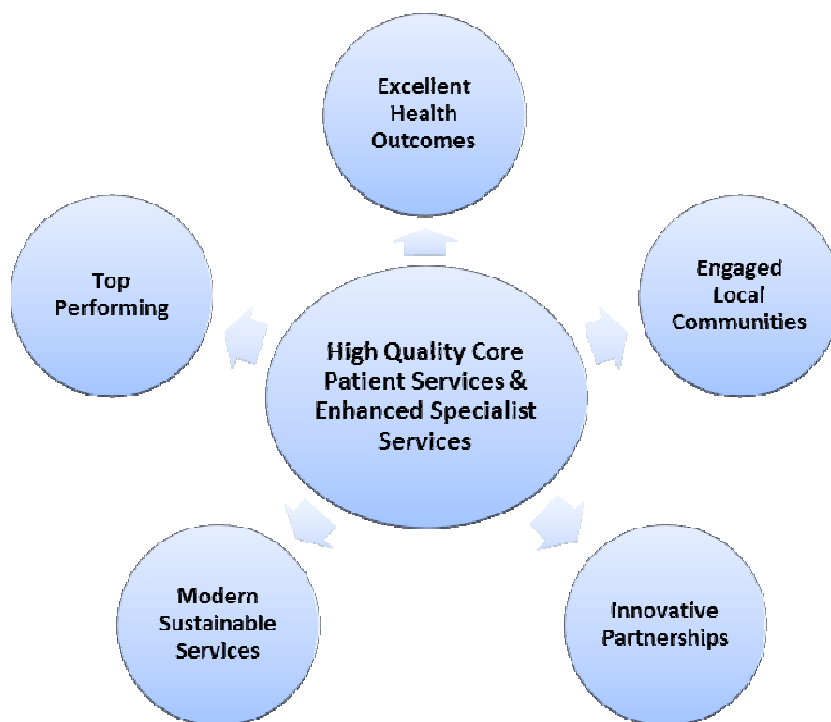 Excellent
Health
Outcomes
Top
Performing
Engaged
Local
Communities
High Quality Core
Patient Services &
Enhanced Specialist
Services
Modern
Sustainable
Services
Innovative
Partnerships